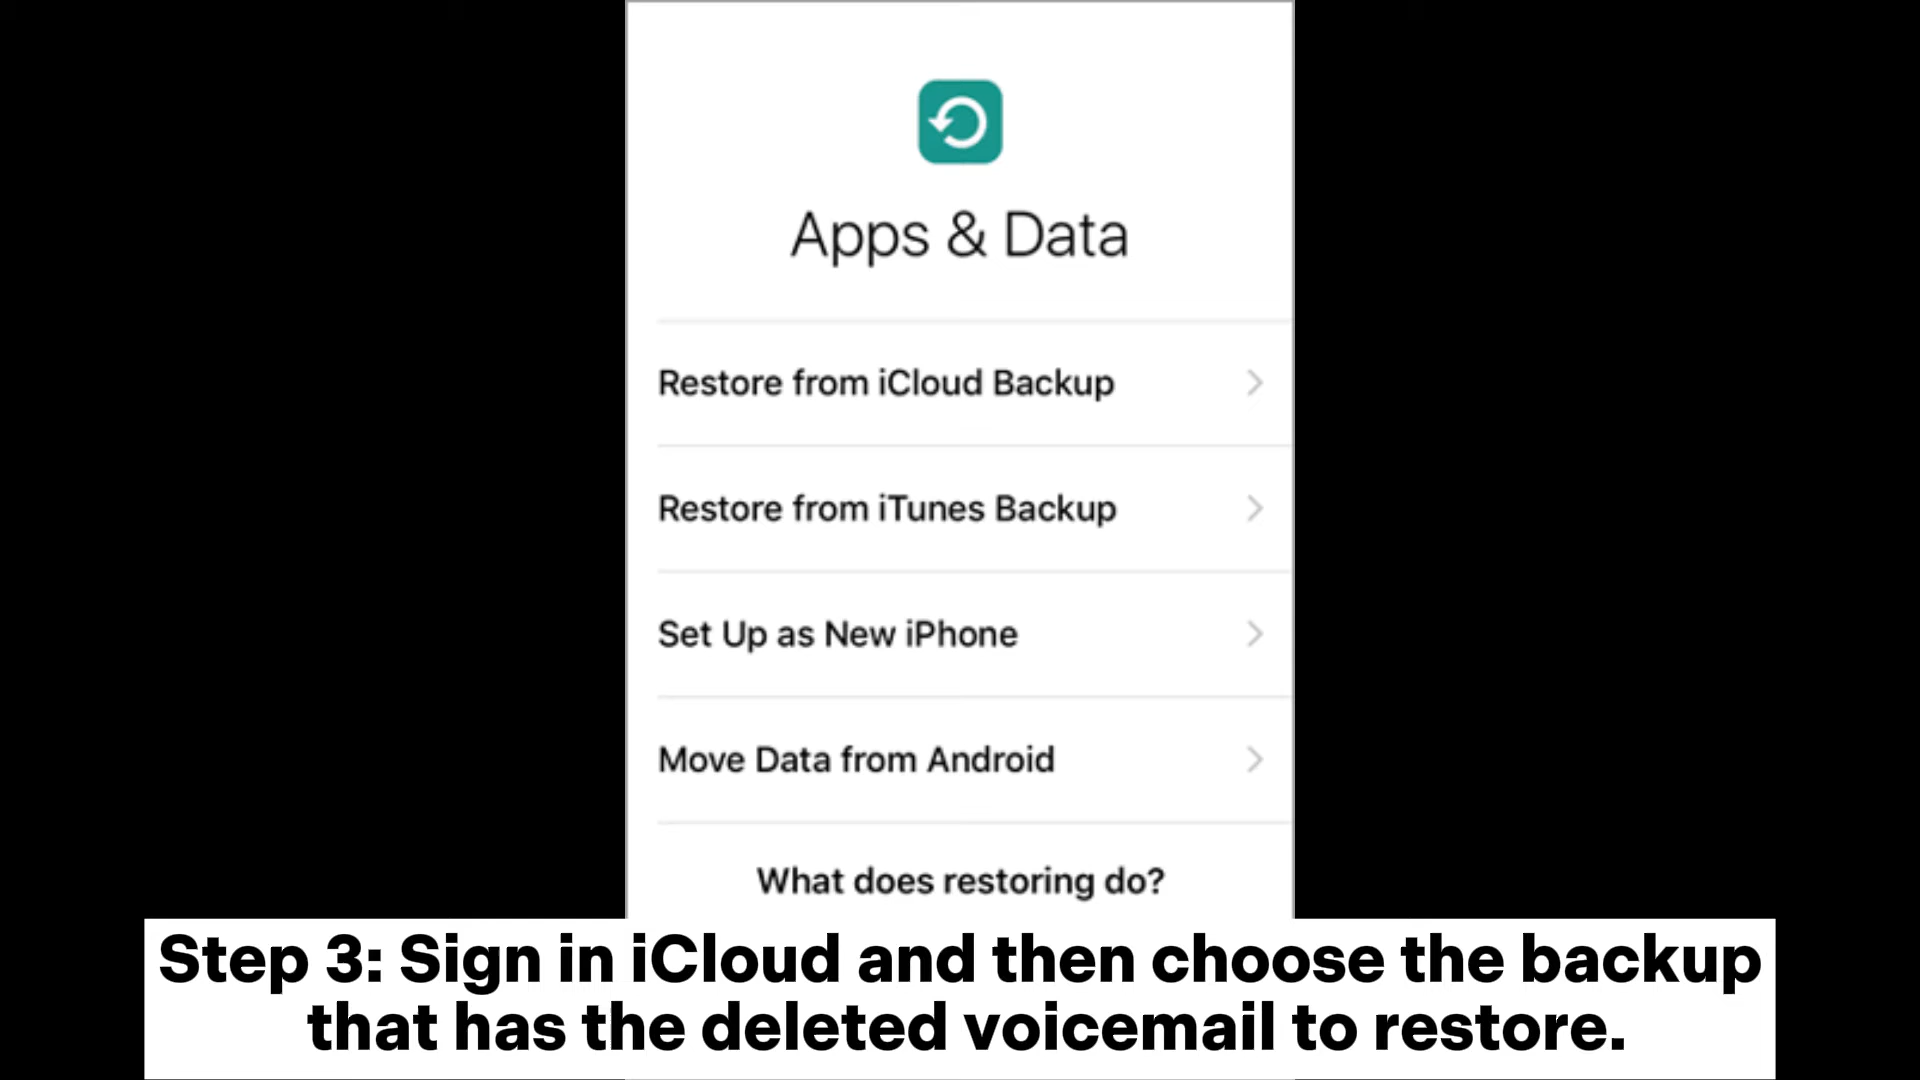 Apps & Data
Restore from iCloud Backup
Restore from iTunes Backup
Set Up as New iPhone
Move Data from Android
What does restoring do?
Step 3: Sign in iCloud and then choose the backup
that has the deleted voicemail to restore.